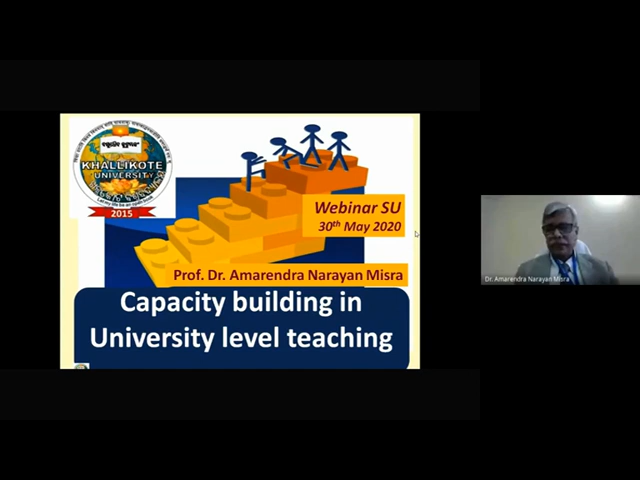 KHALLIKOTE
UNIVERSITY
2015
Webinar SU
30th May 2020
Prof. Dr. Amarendra Narayan Misra
Capacity building in
University level teaching
Dr. Amarendra Narayan Misra